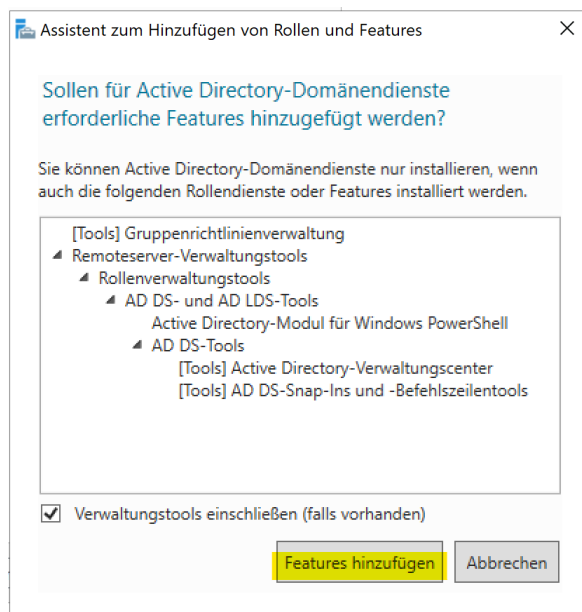 Assistent zum Hinzufügen von Rollen und Features
Sollen für Active Directory-Domänendienste
erforderliche Features hinzugefügt werden?
Sie können Active Directory-Domänendienste nur installieren, wenn
auch die folgenden Rollendienste oder Features installiert werden.
[Tools] Gruppenrichtlinienverwaltung
Remoteserver-Verwaltungstools
Rollenverwaltungstools
AD DS- und AD LDS-Tools
Active Directory-Modul für Windows PowerShell
AD DS-Tools
[Tools] Active Directory-Verwaltungscenter
[Tools] AD DS-Snap-Ins und -Befehlszeilentools
Verwaltungstools einschließen (falls vorhanden)
Features hinzufügen
Abbrechen